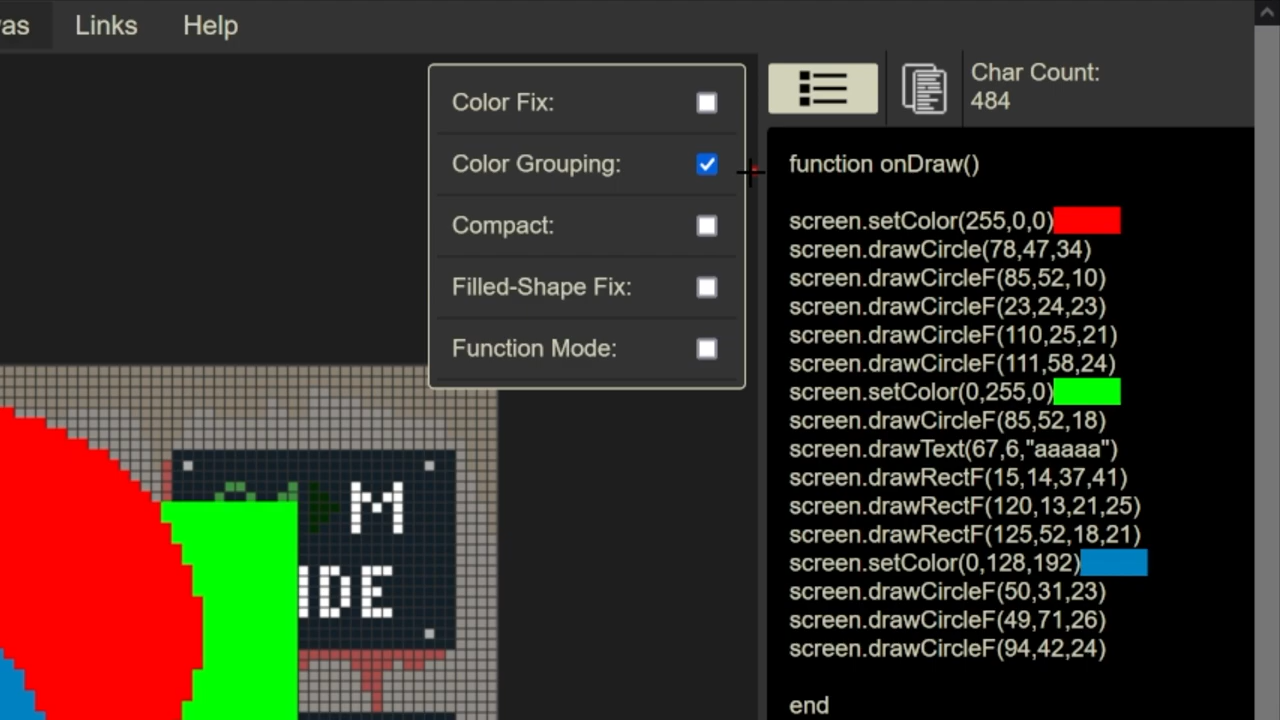 Links
Help
Color Fix:
Color Grouping:
Compact:
Filled-Shape Fix:
Function Mode:
Char Count:
484
function onDraw()
screen.setColor(255,0,0)
screen.drawCircle(78,47,34)
screen.drawCircleF(85,52,10)
screen.drawCircleF(23,24,23)
screen.drawCircleF(110,25,21)
screen.drawCircleF(111,58,24)
screen.setColor(0,255,0)
screen.drawCircleF(85,52,18)
screen.drawText(67,6,"aaaaa")
screen.drawRectF(15,14,37,41)
screen.drawRectF(120,13,21,25)
screen.drawRectF(125,52,18,21)
screen.setColor(0,128,192)
screen.drawCircleF(50,31,23)
screen.drawCircleF(49,71,26)
screen.drawCircleF(94,42,24)
end
M
IDE